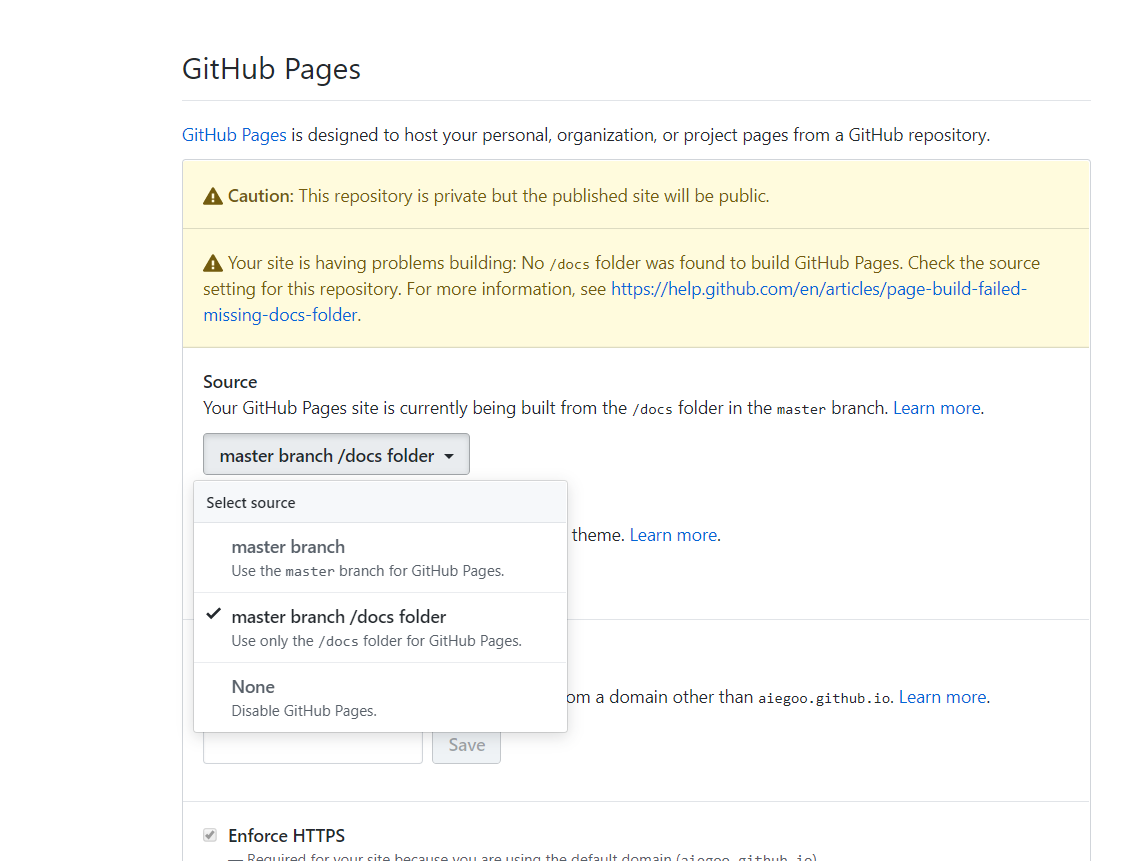 GitHub Pages
GitHub Pages is designed to host your personal, organization, or project pages from a GitHub repository.
Caution: This repository is private but the published site will be public.
Your site is having problems building: No /docs folder was found to build GitHub Pages. Check the source
setting for this repository. For more information, see https://help.github.com/en/articles/page-build-failed-
missing-docs-folder.
Source
Your GitHub Pages site is currently being built from the /docs folder in the master branch. Learn more.
master branch /docs folder
Select source
master branch
Use the master branch for GitHub Pages.
theme. Learn more.
master branch /docs folder
Use only the /docs folder for GitHub Pages.
None
Disable GitHub Pages.
om a domain other than aiegoo.github.io. Learn more.
Save
Enforce HTTPS
— Required for your site because you are using the default domain (aiegoo.github.io)